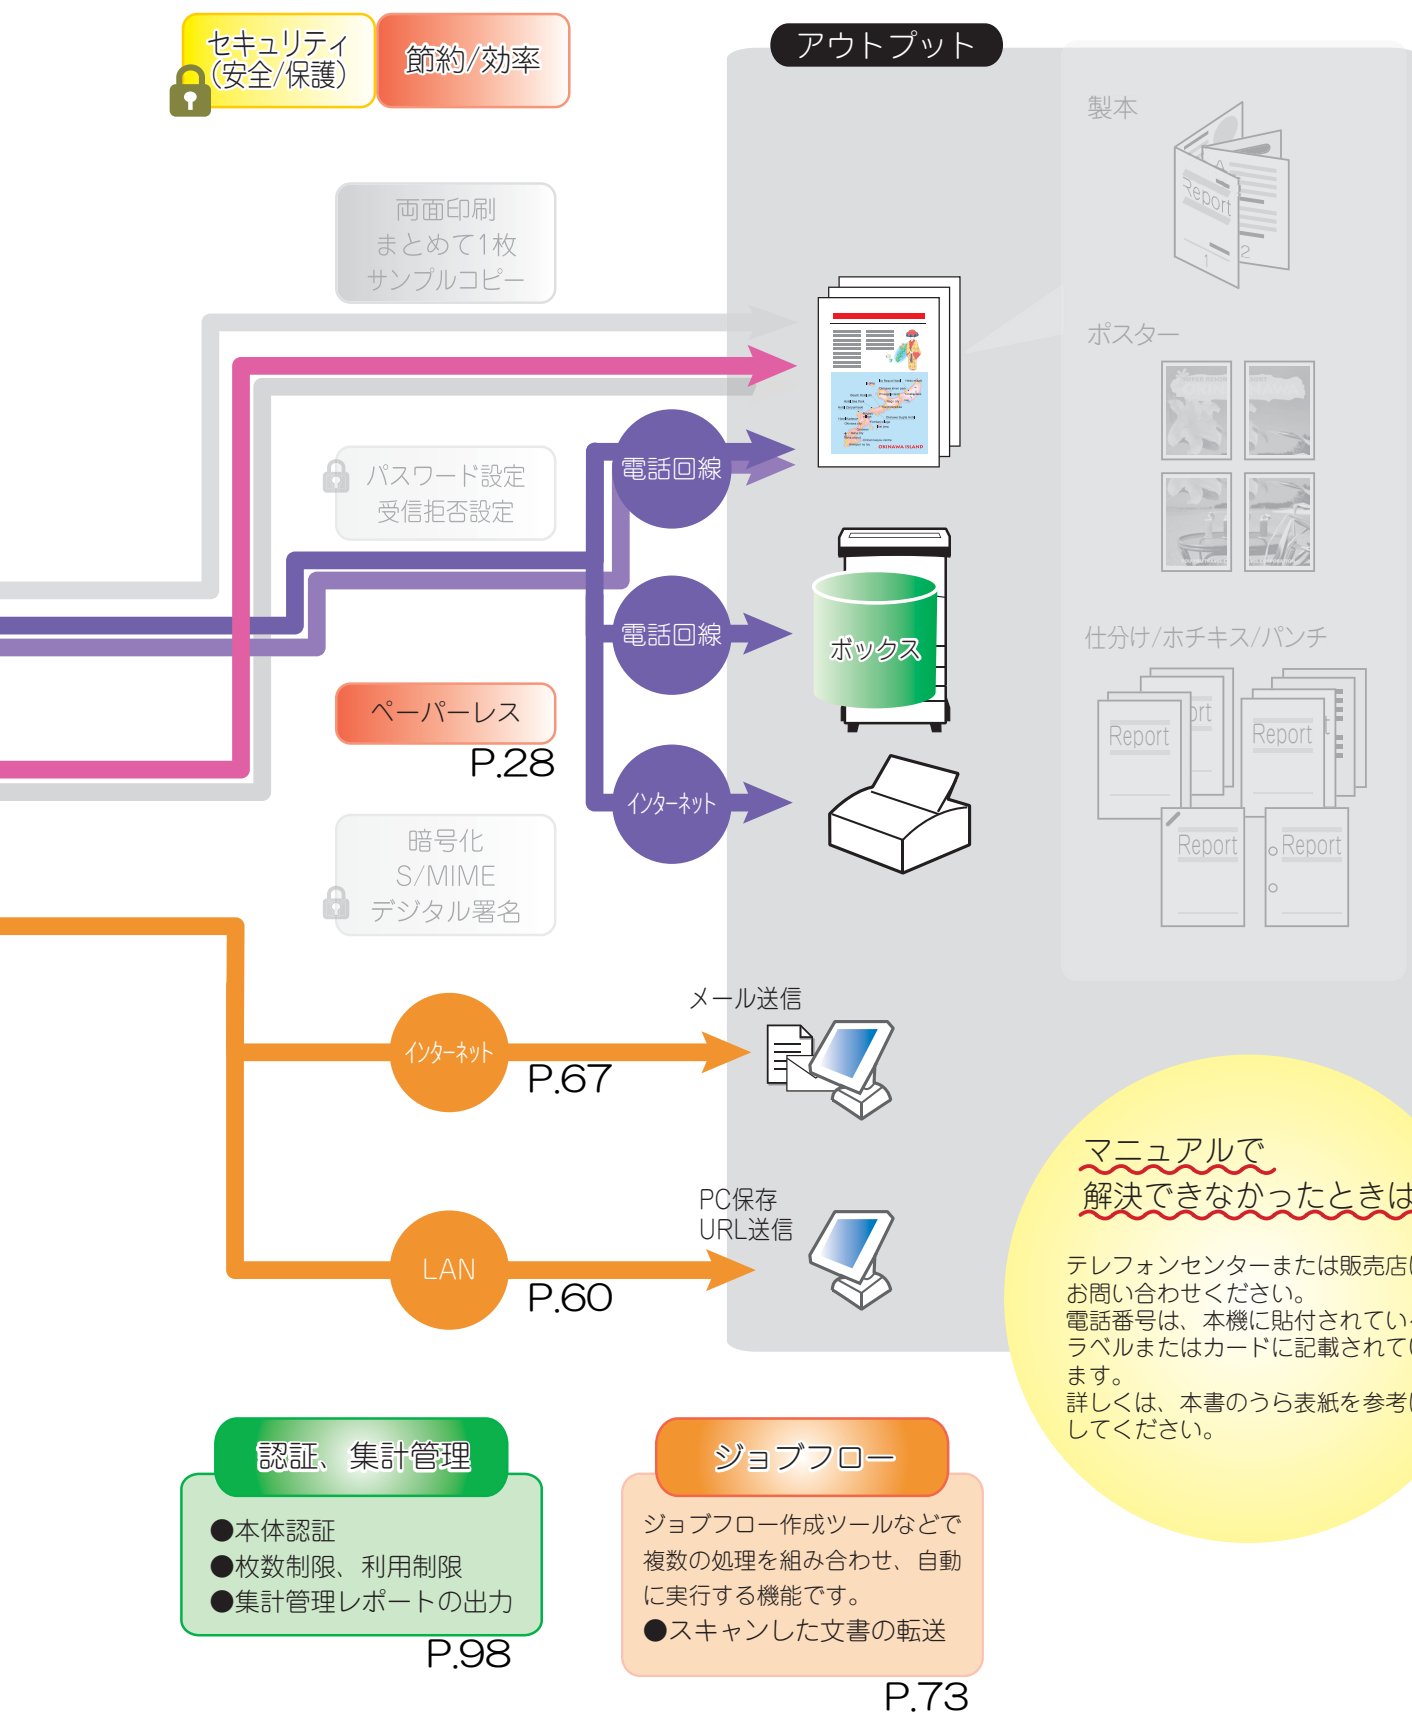 セキュリティ
(安全/保護)
節約/効率
アウトプット
製本
Report
1
2
両面印刷
まとめて1枚
サンプルコピー
ポスター
OKINAWA ISLAND
電話回線
パスワード設定
受信拒否設定
電話回線
ボックス
仕分け/ホチキス/パンチ
Report
Report
Report
Report
ペーパーレス
P.28
インターネット
暗号化
S/MIME
デジタル署名
メール送信
インターネット
P.67
PC保存
URL送信
LAN
P.60
マニュアルで
解決できなかったときは
テレフォンセンターまたは販売店に
お問い合わせください。
電話番号は、本機に貼付されてい
ラベルまたはカードに記載されてい
ます。
詳しくは、本書のうら表紙を参考に
してください。
認証、集計管理
●本体認証
●枚数制限、利用制限
●集計管理レポートの出力
P.98
ジョブフロー
ジョブフロー作成ツールなどで
複数の処理を組み合わせ、自動
に実行する機能です。
●スキャンした文書の転送
P.73